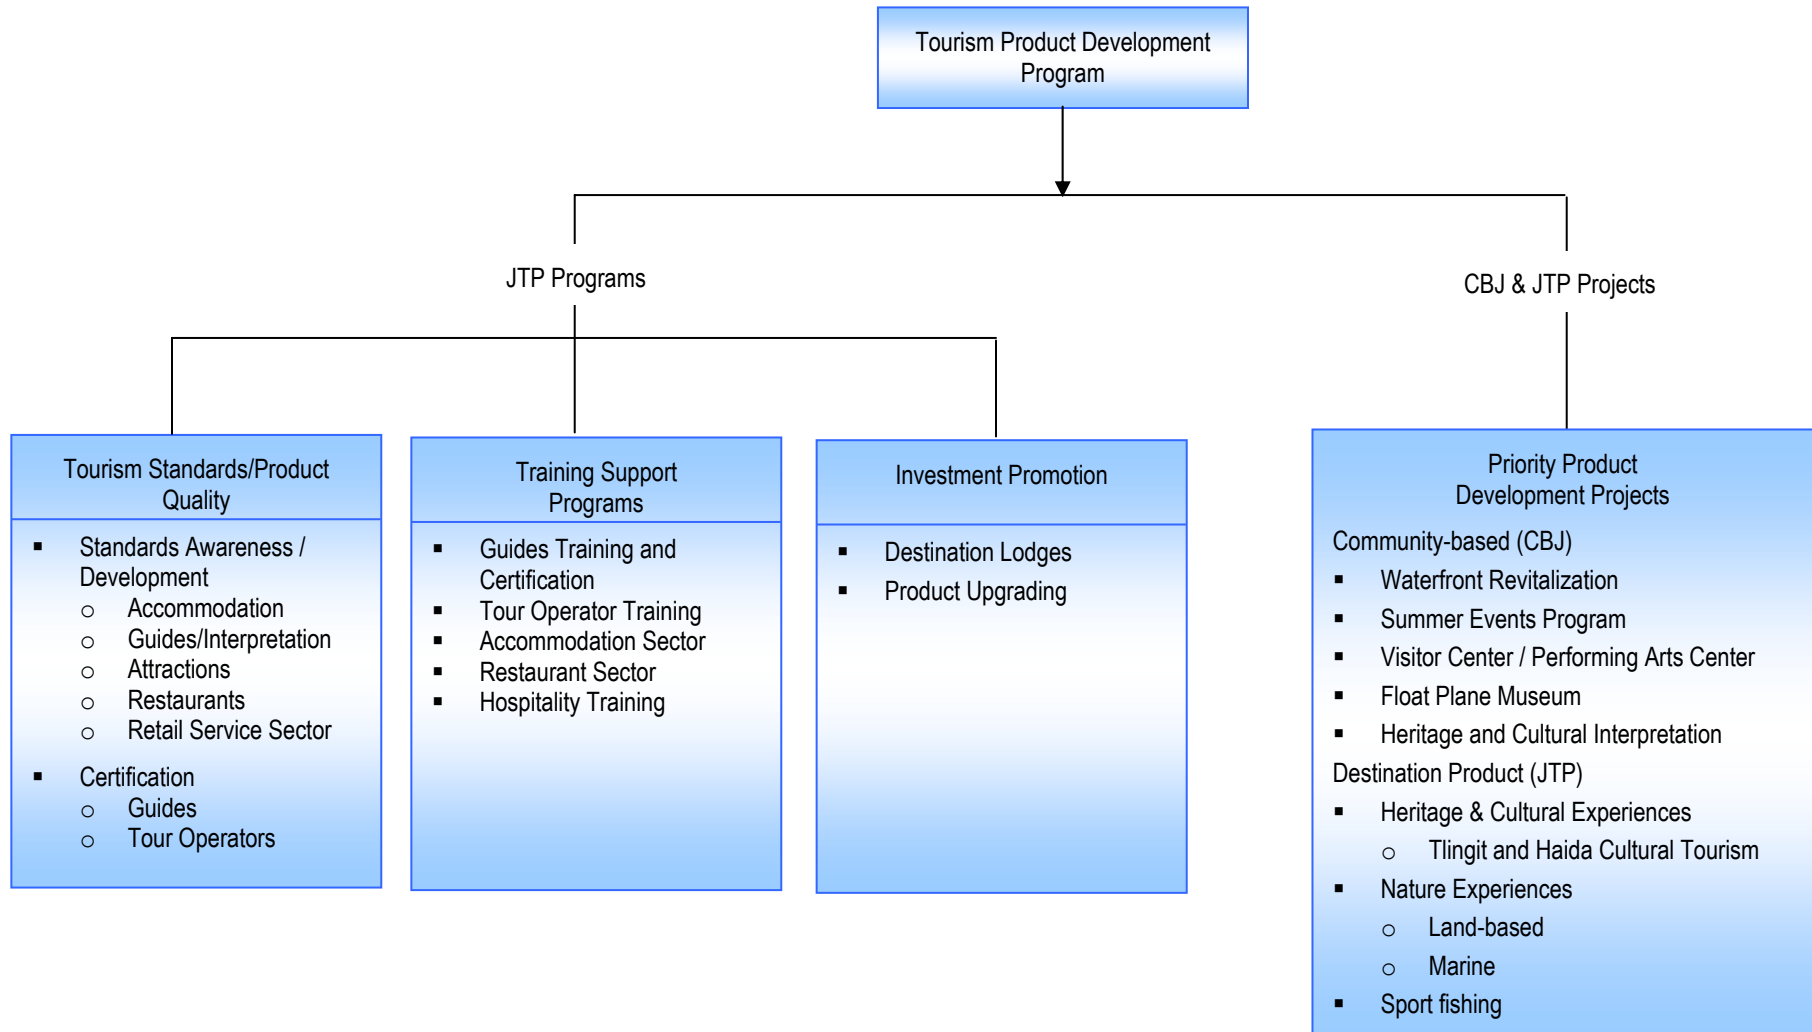 Tourism Product Development
Program
JTP Programs
CBJ & JTP Projects
Tourism Standards/Product
Quality
▪ Standards Awareness /
Development
o Accommodation
o Guides/Interpretation
o Attractions
o Restaurants
o Retail Service Sector
▪ Certification
o Guides
o Tour Operators
Training Support
Programs
▪ Guides Training and
Certification
▪ Tour Operator Training
▪ Accommodation Sector
▪ Restaurant Sector
▪ Hospitality Training
Investment Promotion
▪ Destination Lodges
▪ Product Upgrading
Priority Product
Development Projects
Community-based (CBJ)
▪ Waterfront Revitalization
▪ Summer Events Program
▪ Visitor Center / Performing Arts Center
▪ Float Plane Museum
▪ Heritage and Cultural Interpretation
Destination Product (JTP)
▪ Heritage & Cultural Experiences
o Tlingit and Haida Cultural Tourism
▪ Nature Experiences
o Land-based
o Marine
▪ Sport fishing